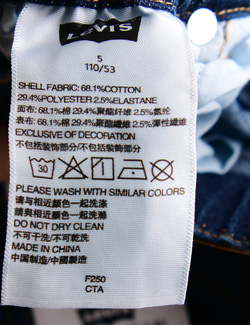 LEVI'S
5
110/53
SHELL FABRIC: 68.1%COTTON
29.4%POLYESTER 2.5%ELASTANE
面布: 68.1%棉 29.4%聚酯纤维 2.5%氨纶
表布: 68.1%棉 29.4%聚酯纖維 2.5%彈性纖維
EXCLUSIVE OF DECORATION
不包括装饰部分/不包括裝飾部分
30
PLEASE WASH WITH SIMILAR COLORS
请与相近颜色一起洗涤
請與相近顏色一起洗滌
DO NOT DRY CLEAN
不可干洗/不可乾洗
MADE IN CHINA
中国制造/中國製造
F250
CTA